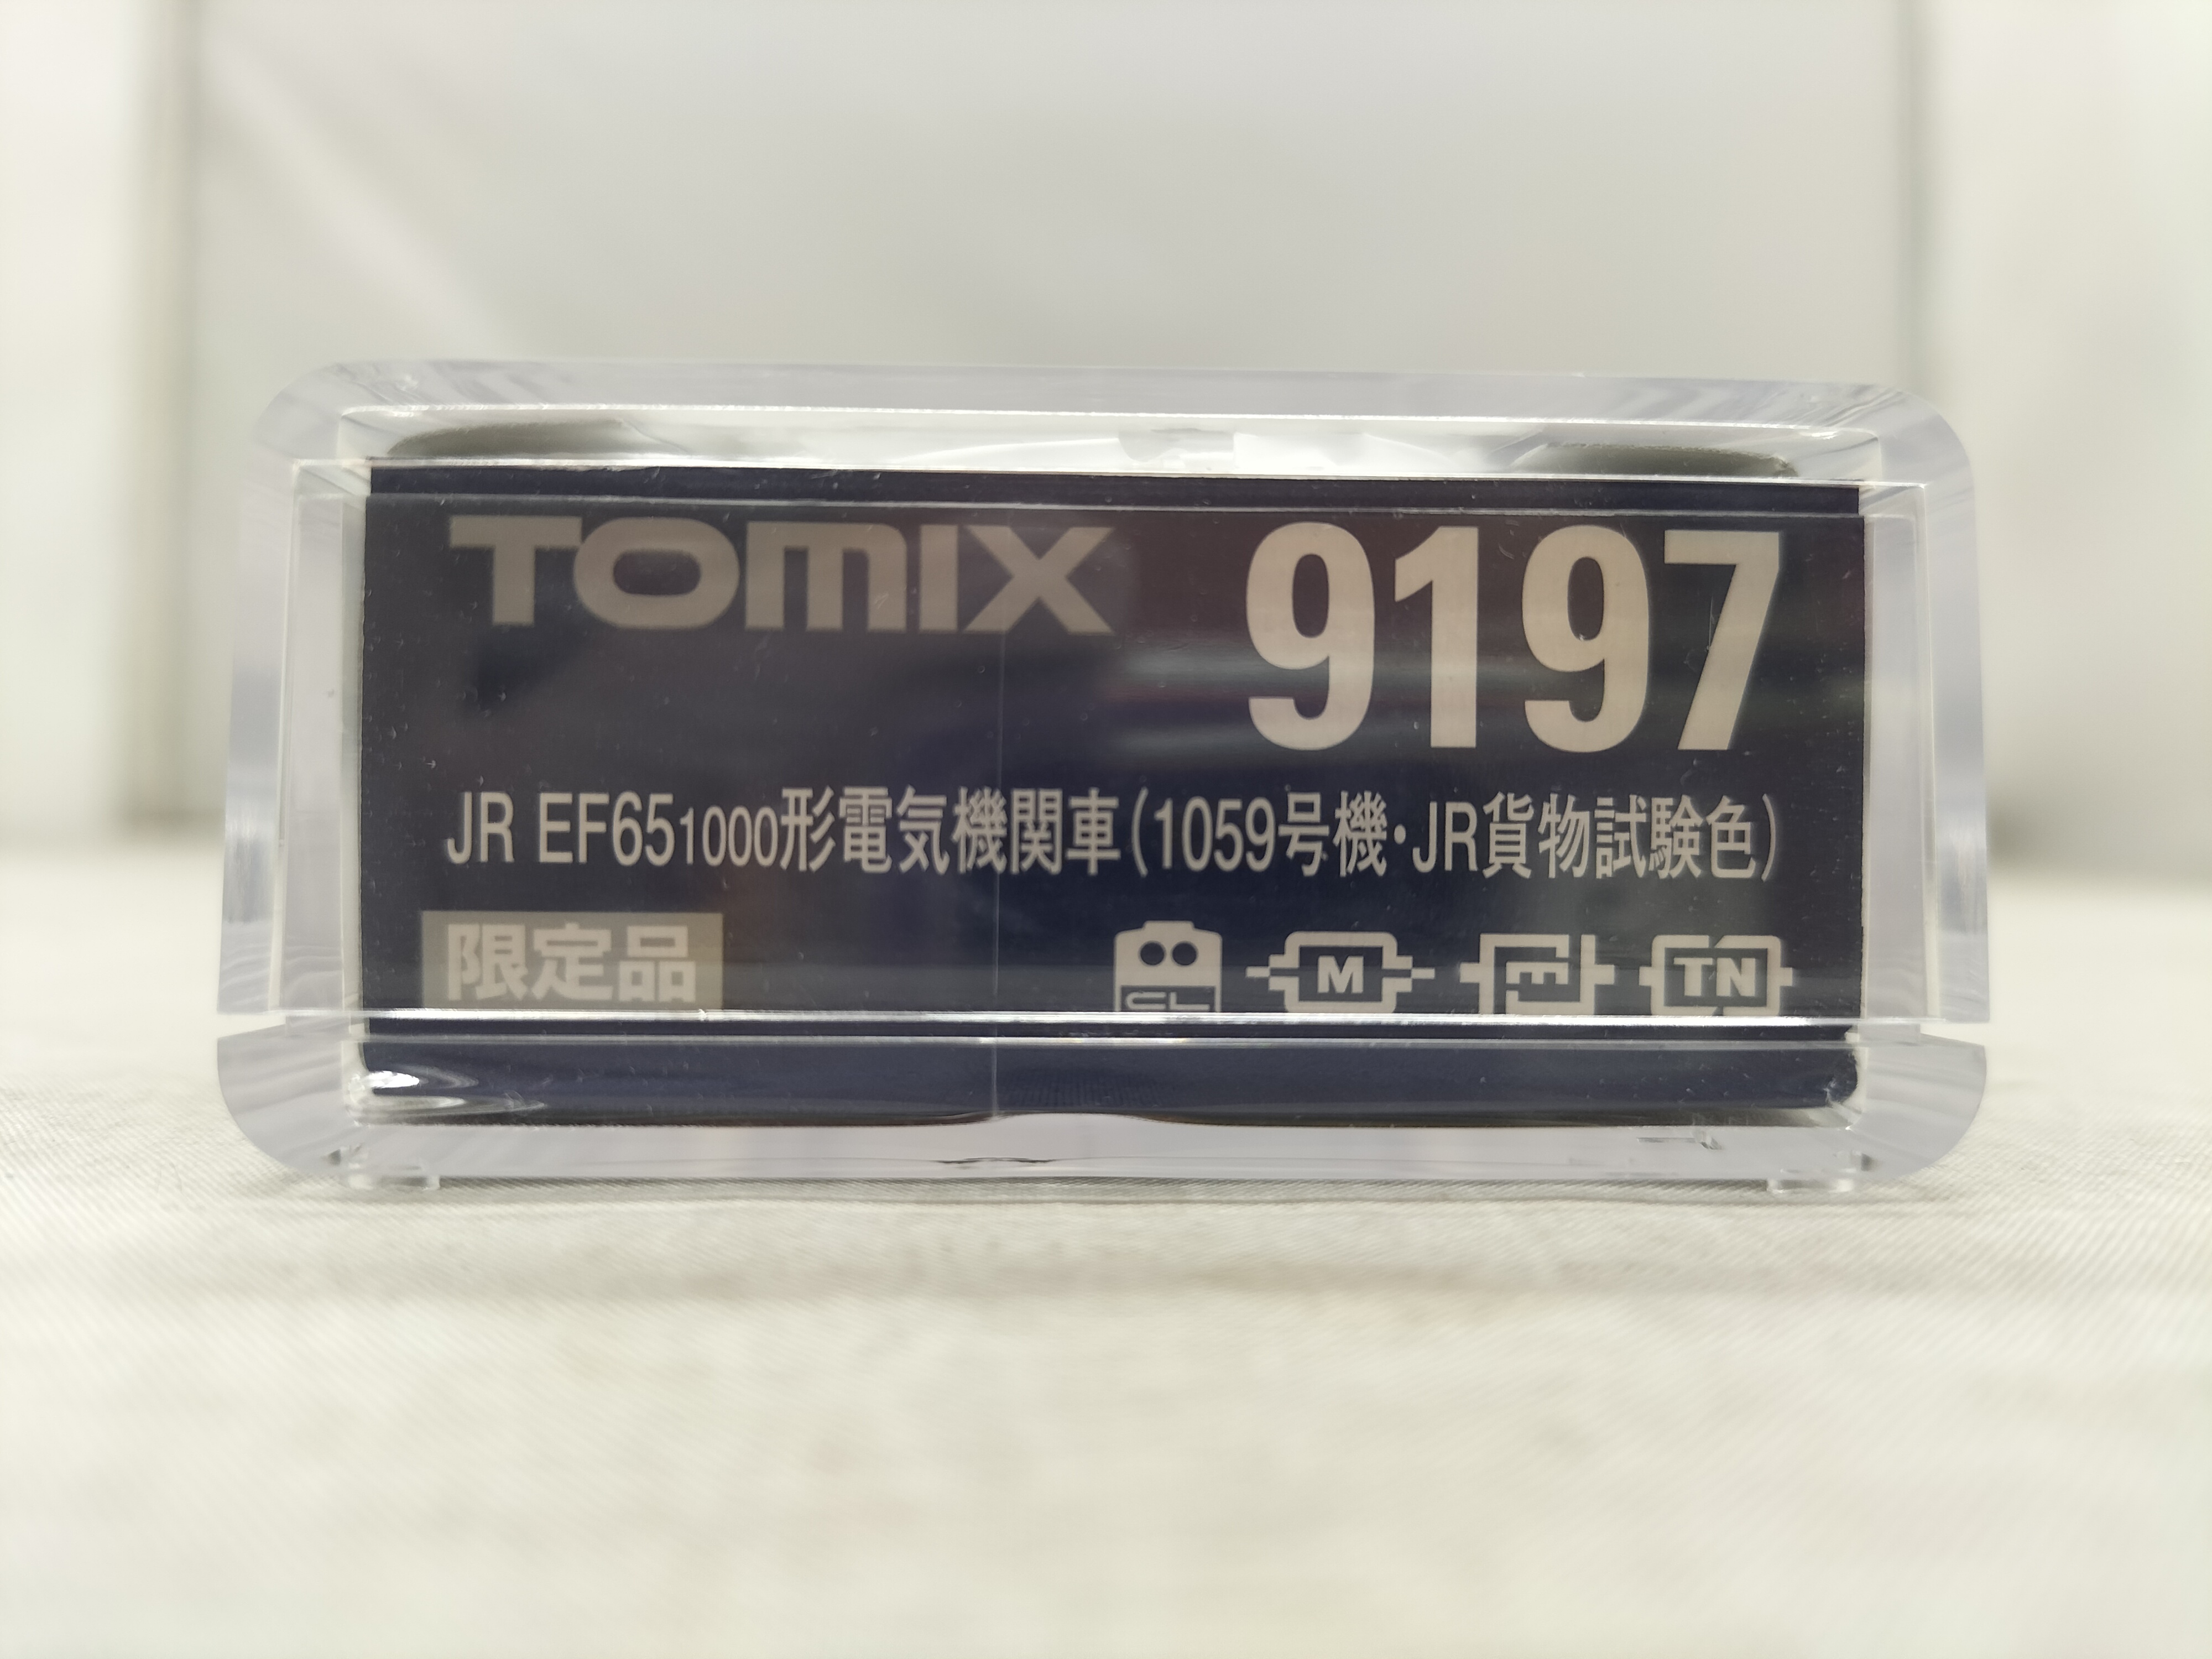 TOMIX 9197
JR EF651000形電気機関車(1059号機・JR貨物試験色)
限定品 M TN